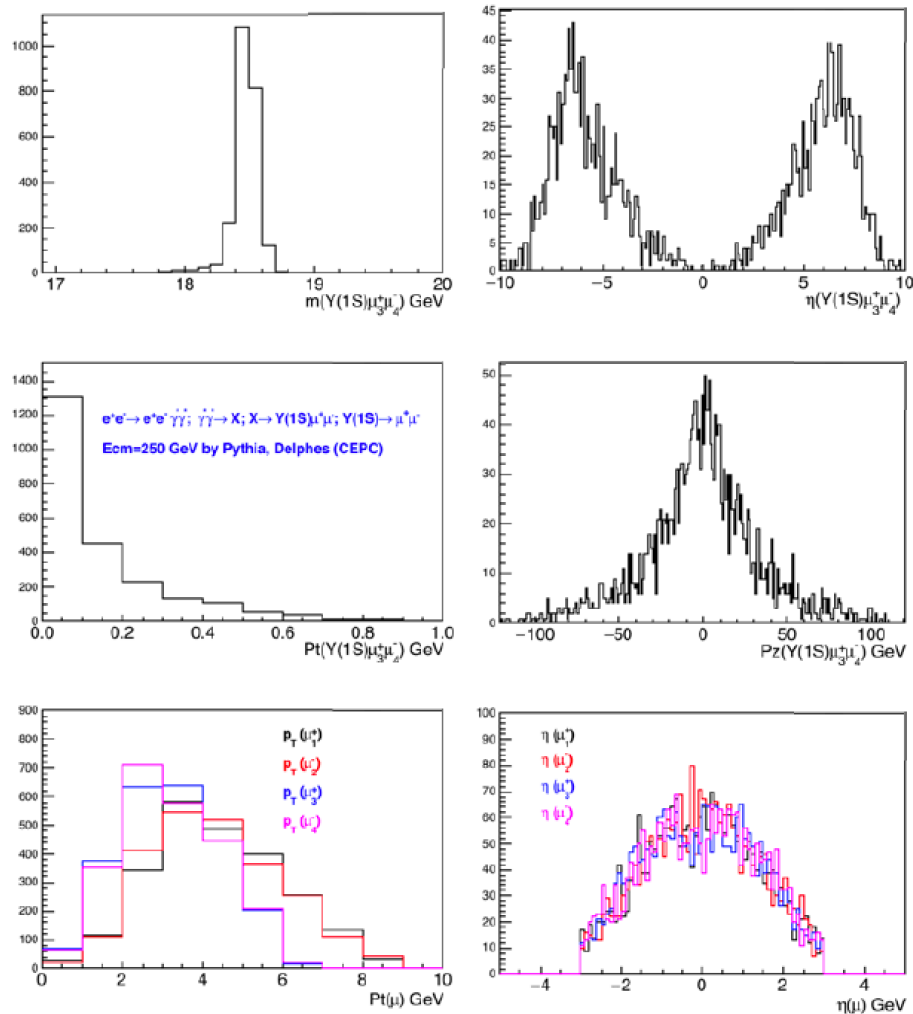 1000
800
600
400
200
0
17 18 19 20
m(Υ(1S)μ₃⁺μ₄⁻) GeV
45
40
35
30
25
20
15
10
5
0
−10 −5 0 5 10
η(Υ(1S)μ₃⁺μ₄⁻)
1400
1200
1000
800
600
400
200
0
e⁺e⁻→ e⁺e⁻ γ*γ*; γ*γ*→ X; X→ Υ(1S)μ⁺μ⁻; Υ(1S)→ μ⁺μ⁻
Ecm=250 GeV by Pythia, Delphes (CEPC)
0.0 0.2 0.4 0.6 0.8 1.0
Pt(Υ(1S)μ₃⁺μ₄⁻) GeV
50
40
30
20
10
0
−100 −50 0 50 100
Pz(Υ(1S)μ₃⁺μ₄⁻) GeV
900
800
700
600
500
400
300
200
100
0
p_T (μ₁⁺)
p_T (μ₂⁻)
p_T (μ₃⁺)
p_T (μ₄⁻)
0 2 4 6 8 10
Pt(μ) GeV
100
90
80
70
60
50
40
30
20
10
0
η (μ₁⁺)
η (μ₂⁻)
η (μ₃⁺)
η (μ₄⁻)
−4 −2 0 2 4
η(μ)